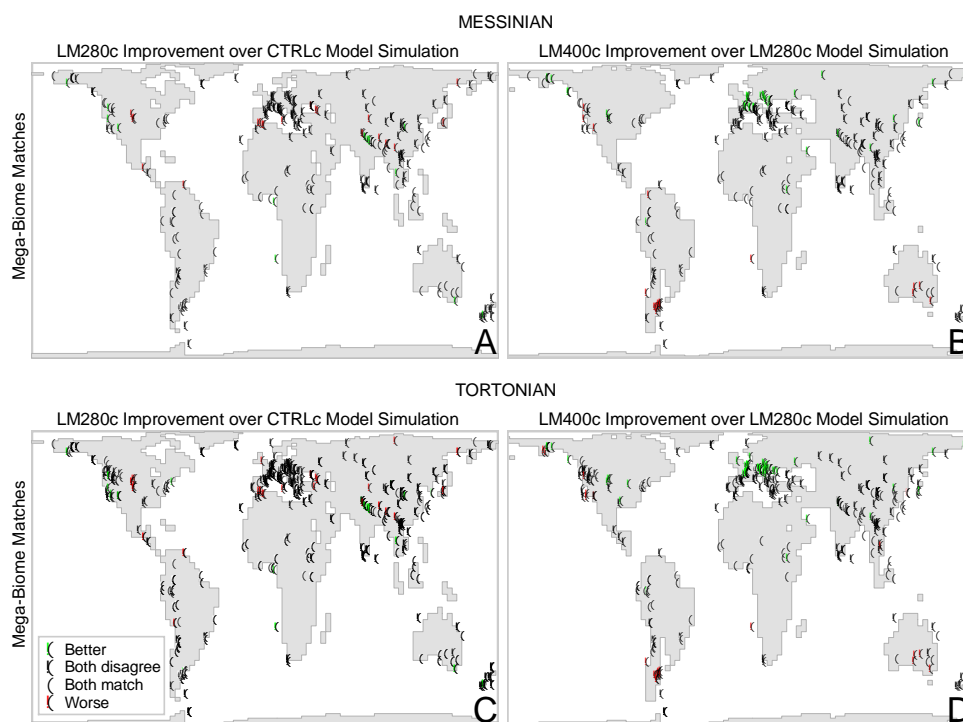 MESSINIAN
LM280c Improvement over CTRLc Model Simulation
LM400c Improvement over LM280c Model Simulation
Mega-Biome Matches
A
B
TORTONIAN
LM280c Improvement over CTRLc Model Simulation
LM400c Improvement over LM280c Model Simulation
Mega-Biome Matches
Better
Both disagree
Both match
Worse
C
D